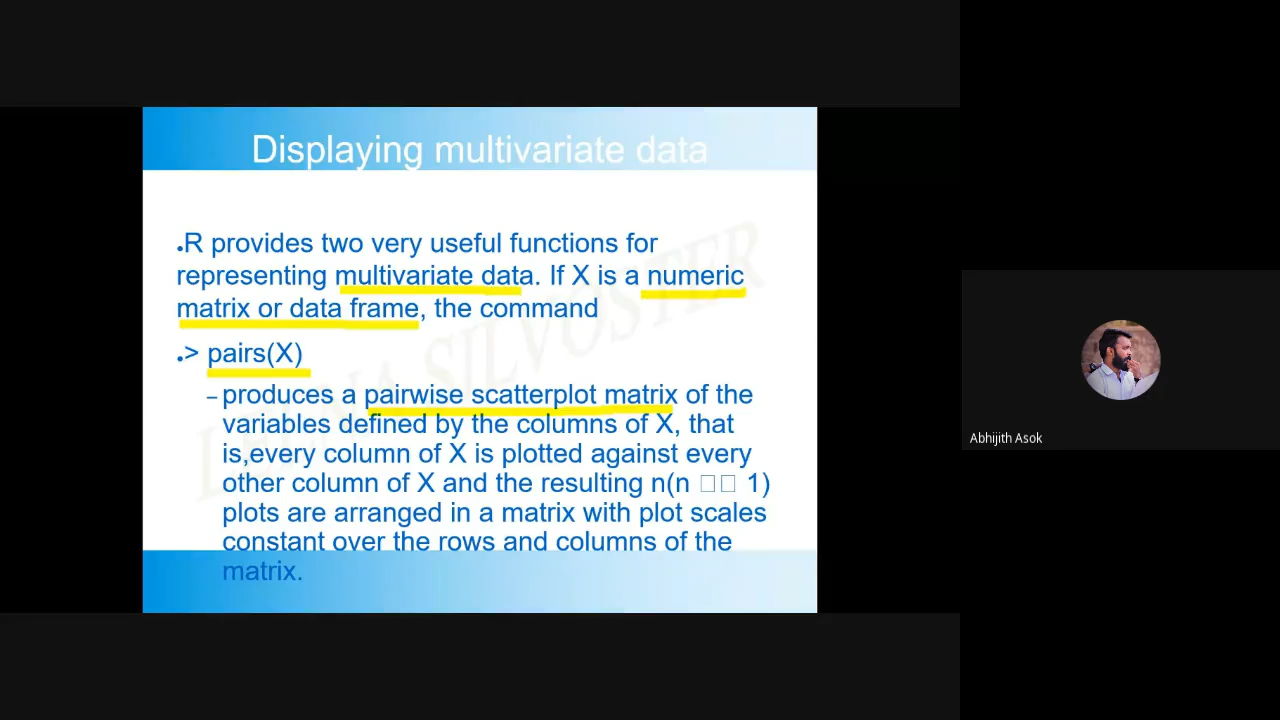 Displaying multivariate data
●R provides two very useful functions for
representing multivariate data. If X is a numeric
matrix or data frame, the command
●> pairs(X)
– produces a pairwise scatterplot matrix of the
variables defined by the columns of X, that
is,every column of X is plotted against every
other column of X and the resulting n(n □□ 1)
plots are arranged in a matrix with plot scales
constant over the rows and columns of the
matrix.
SILVOSTER
Abhijith Asok